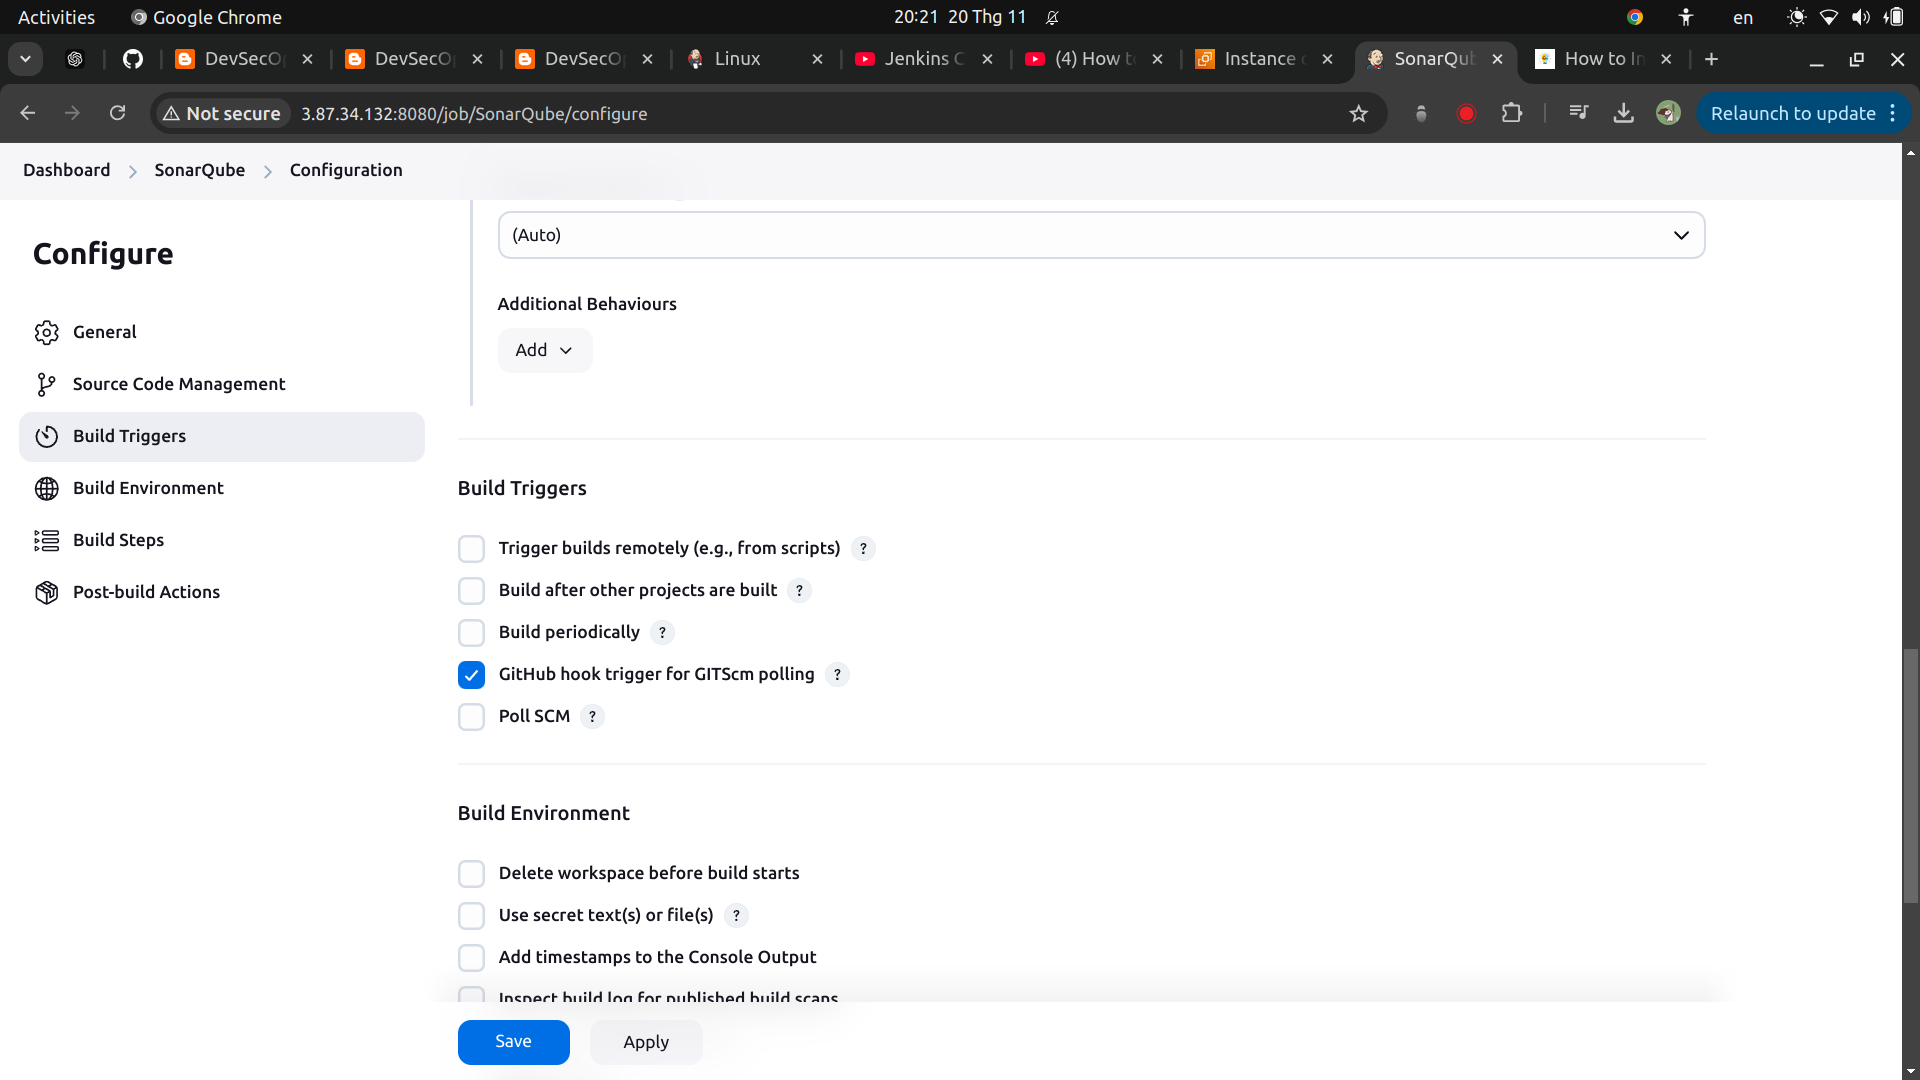 Activities
Google Chrome
20:21 20 Thg 11
en
DevSecO
DevSecO
DevSecO
Linux
Jenkins C
(4) How to
Instance
SonarQub
How to In
Not secure
3.87.34.132:8080/job/SonarQube/configure
Relaunch to update
Dashboard
SonarQube
Configuration
Configure
General
Source Code Management
Build Triggers
Build Environment
Build Steps
Post-build Actions
(Auto)
Additional Behaviours
Add
Build Triggers
Trigger builds remotely (e.g., from scripts) ?
Build after other projects are built ?
Build periodically ?
GitHub hook trigger for GITScm polling ?
Poll SCM ?
Build Environment
Delete workspace before build starts
Use secret text(s) or file(s) ?
Add timestamps to the Console Output
Inspect build log for published build scans
Save
Apply